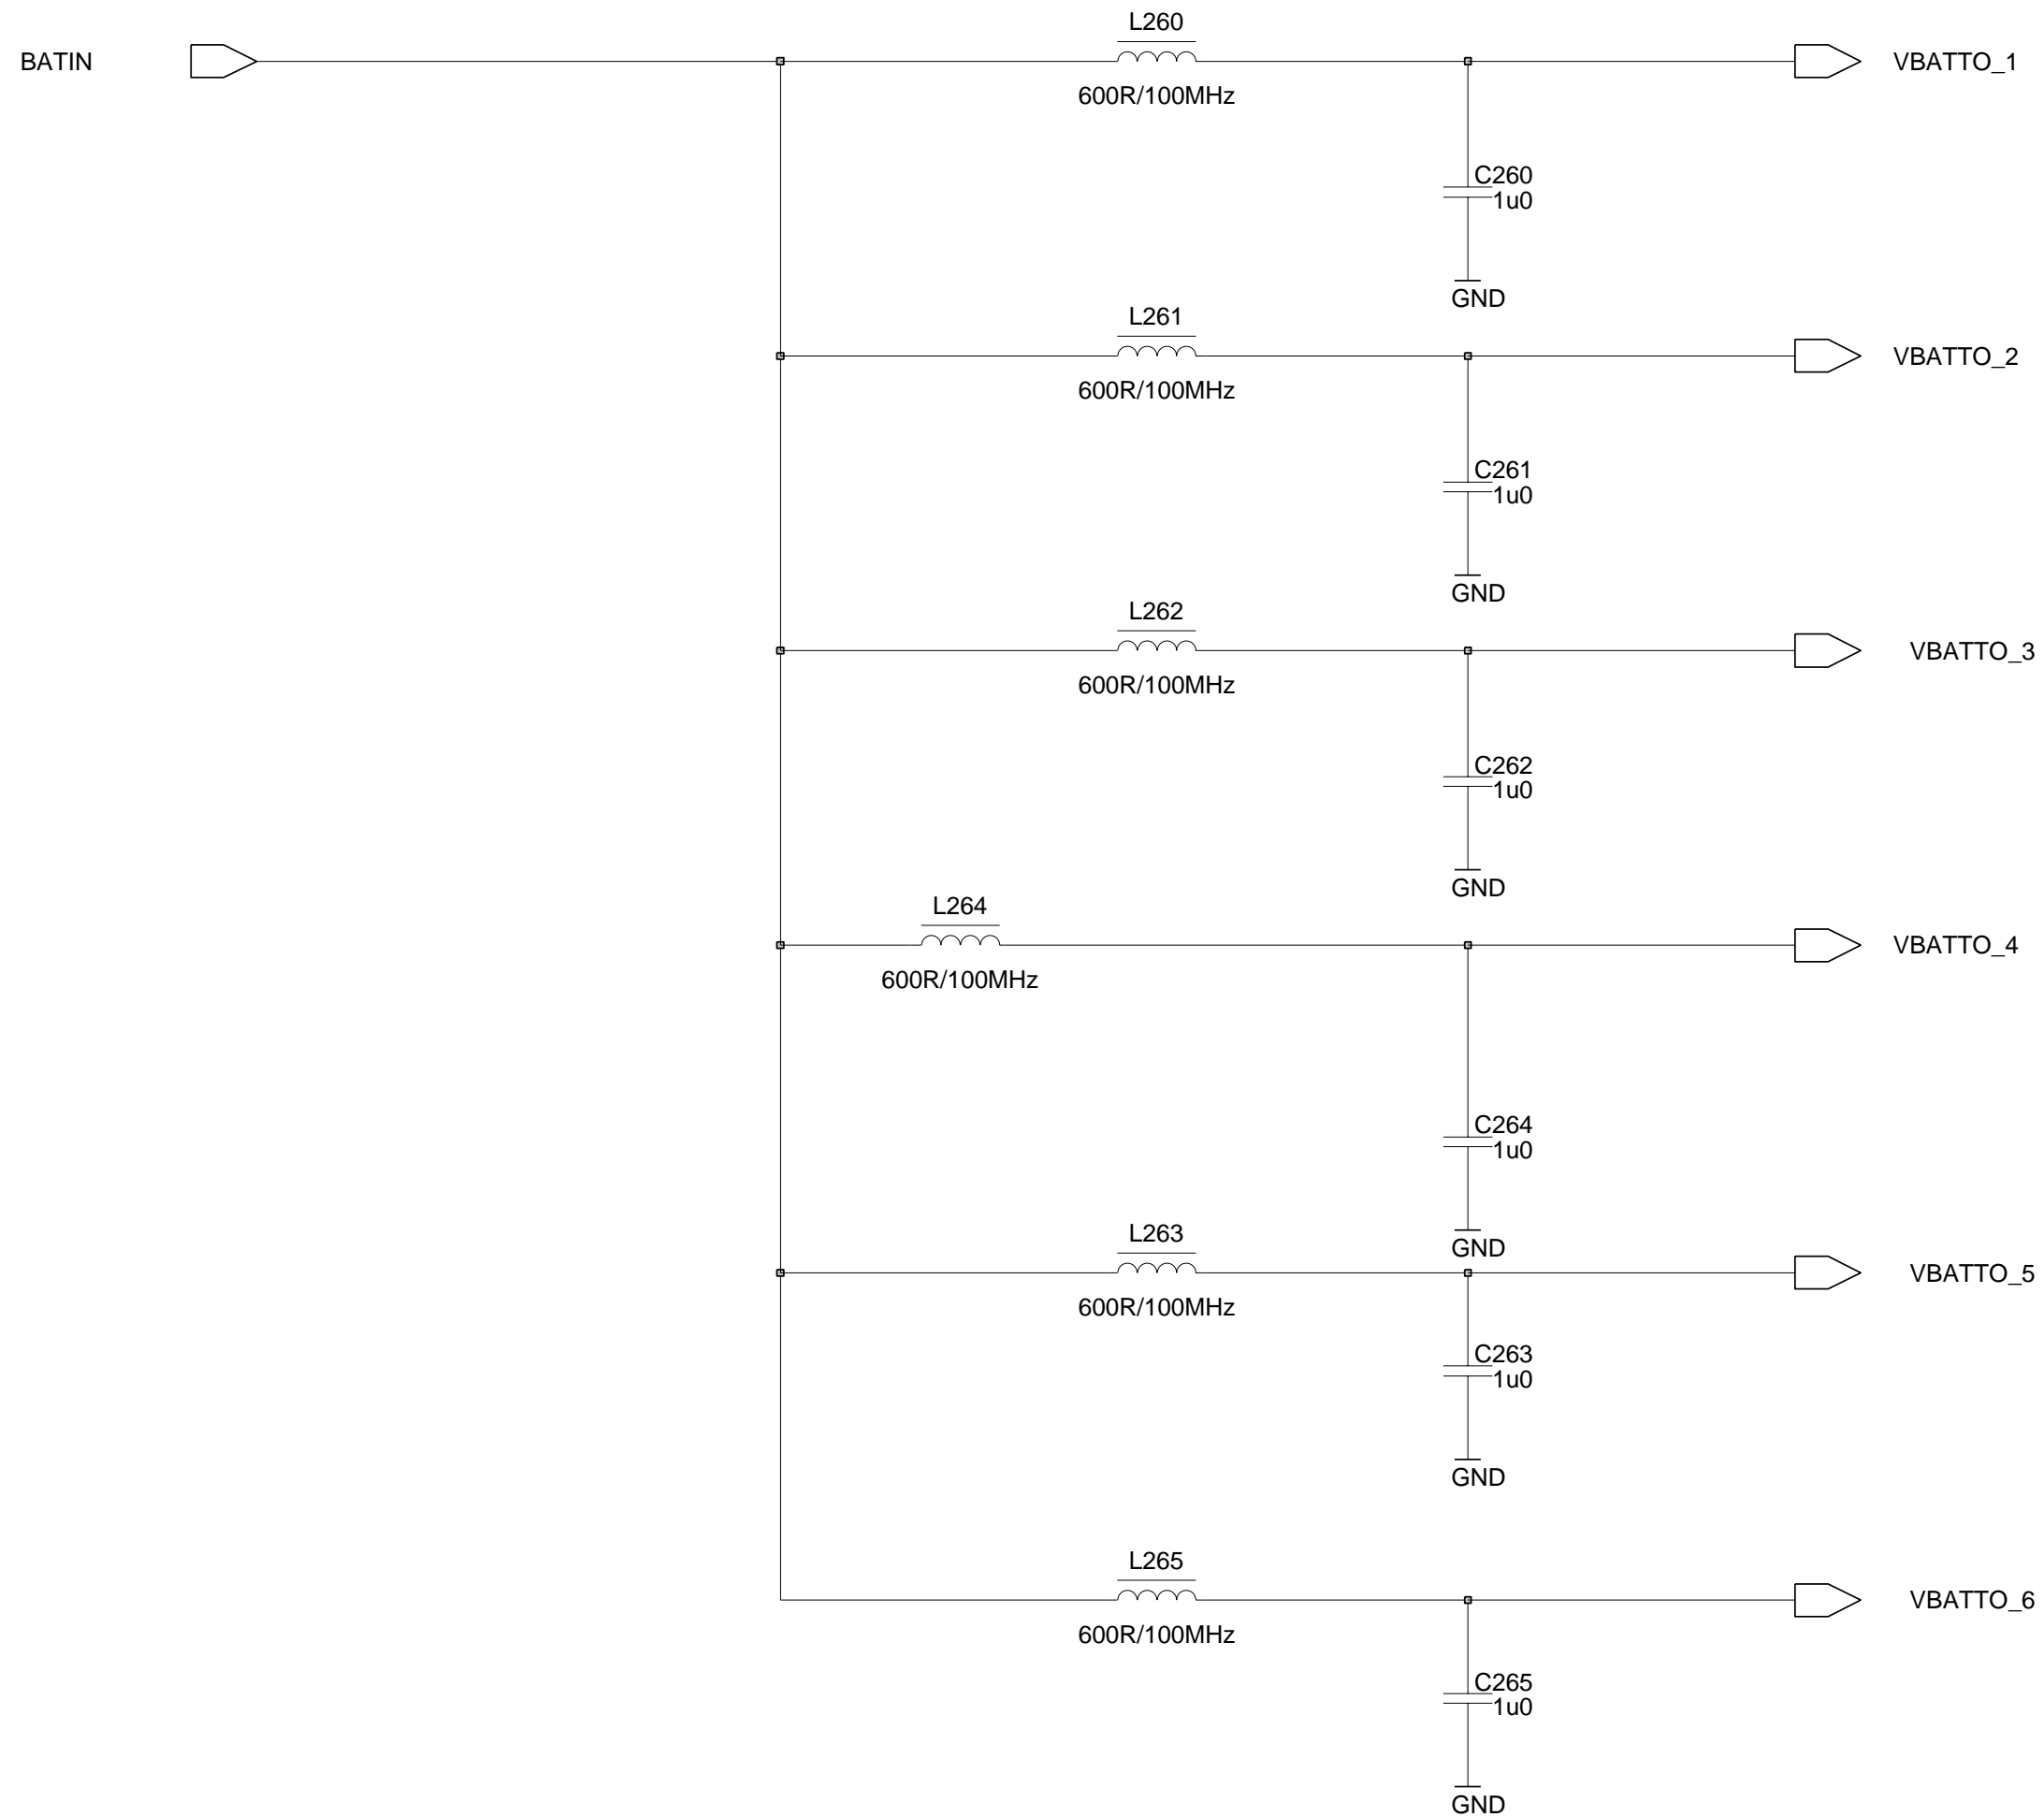 L260
BATIN
VBATTO_1
600R/100MHz
C260
1u0
GND
L261
VBATTO_2
600R/100MHz
C261
1u0
GND
L262
VBATTO_3
600R/100MHz
C262
1u0
GND
L264
VBATTO_4
600R/100MHz
C264
1u0
GND
L263
VBATTO_5
600R/100MHz
C263
1u0
GND
L265
VBATTO_6
600R/100MHz
C265
1u0
GND